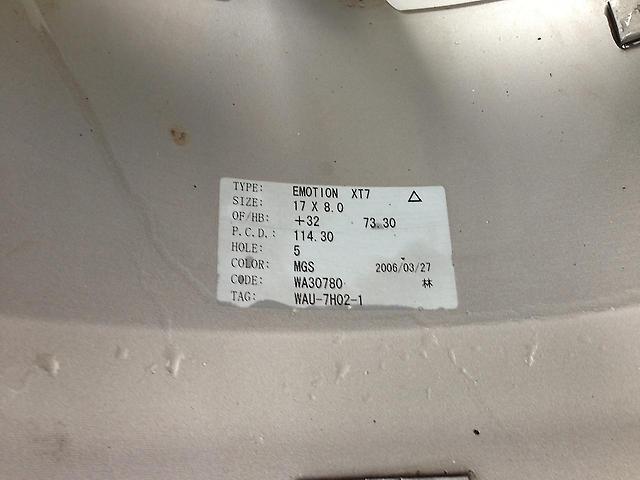 TYPE: EMOTION XT7 △
SIZE: 17 X 8.0
OF/HB: +32 73.30
P.C.D.: 114.30
HOLE: 5
COLOR: MGS 2006/03/27
CODE: WA30780 林
TAG: WAU-7H02-1